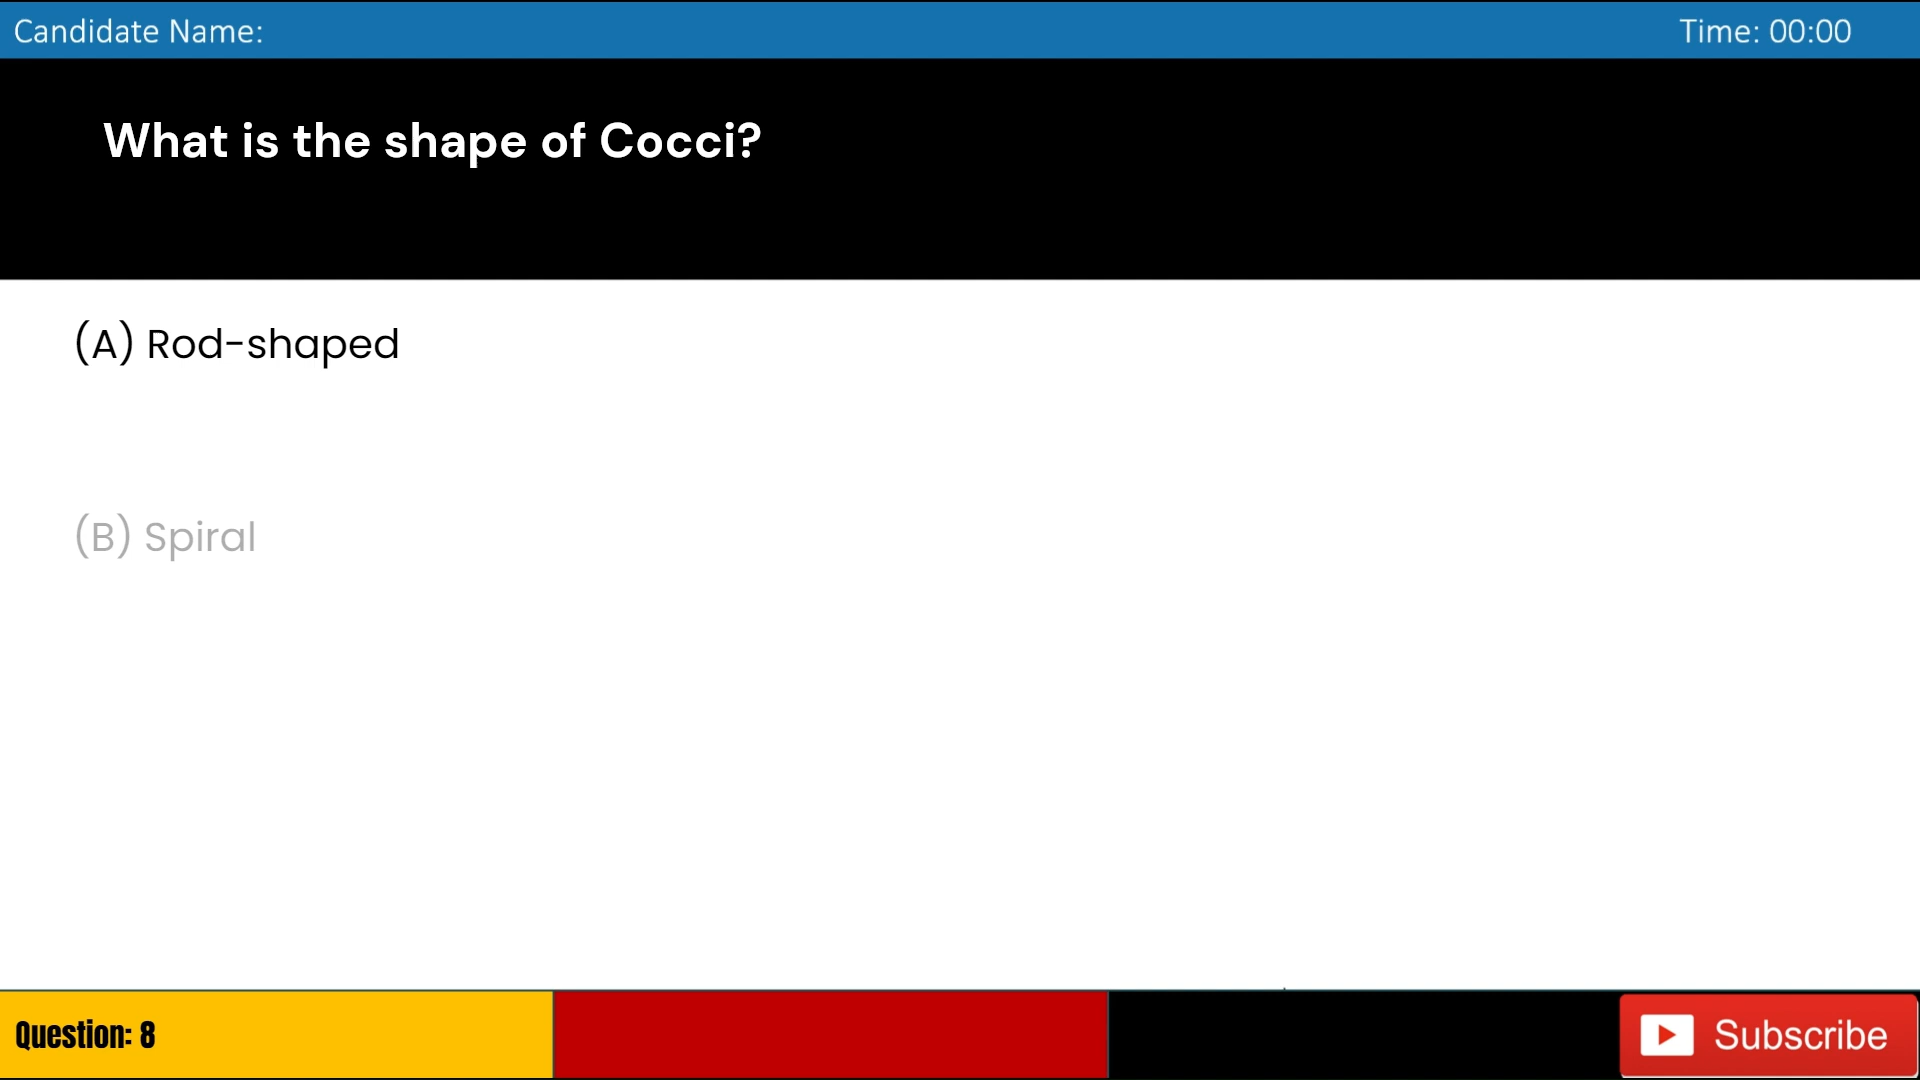 Candidate Name:
Time: 00:00
What is the shape of Cocci?
(A) Rod-shaped
(B) Spiral
Question: 8
Subscribe